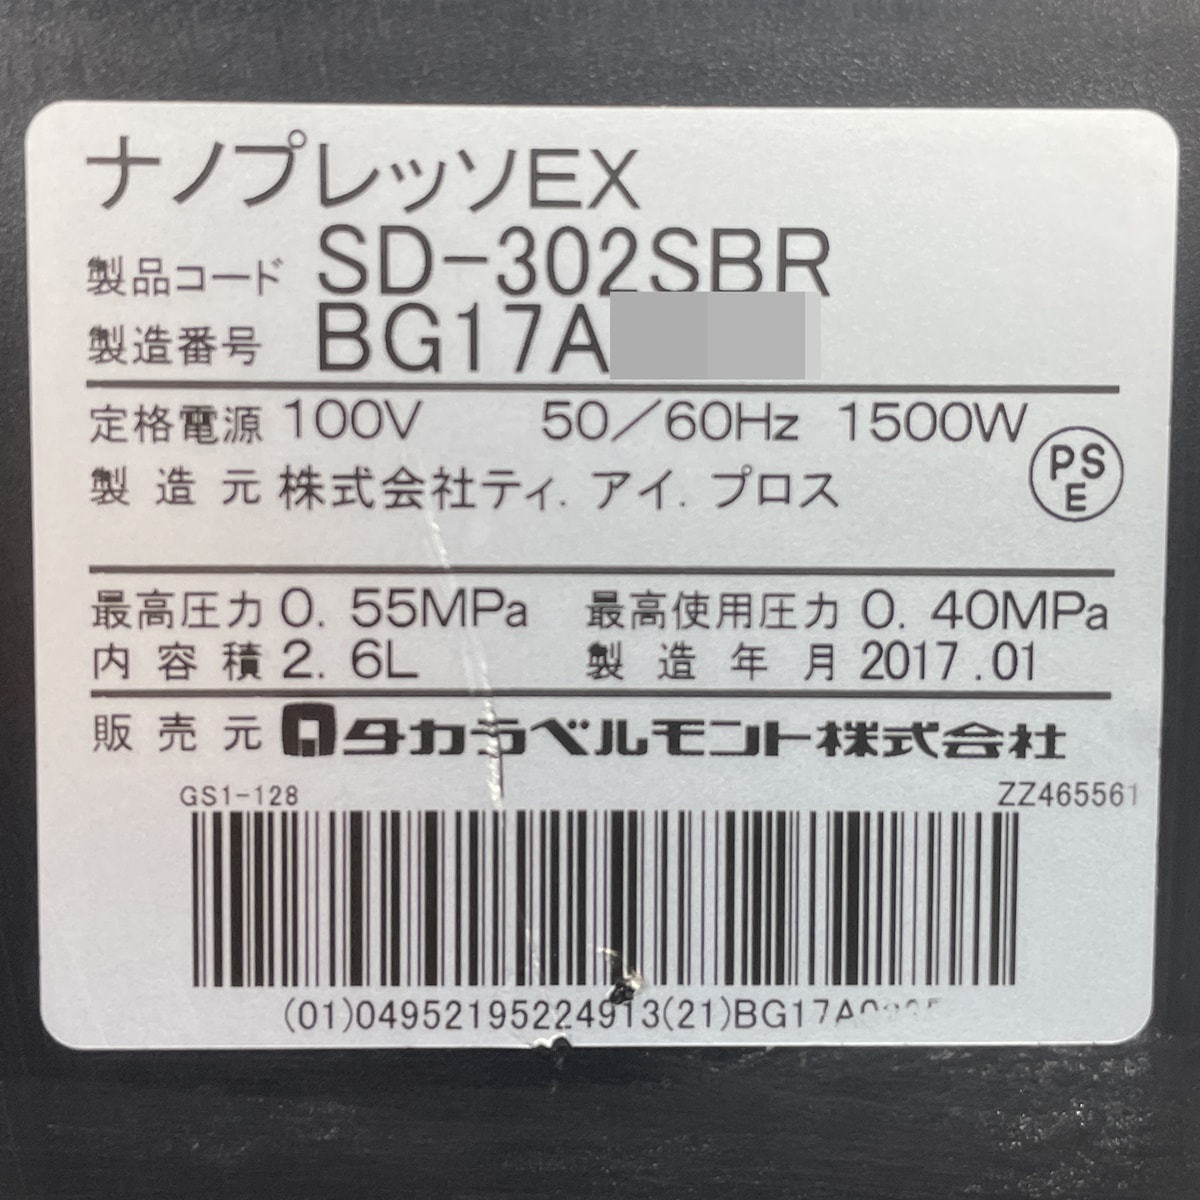 ナノプレッソEX
製品コード SD-302SBR
製造番号 BG17A
定格電源 100V 50/60Hz 1500W
製造元 株式会社ティ.アイ.プロス
PS
E
最高圧力 0.55MPa 最高使用圧力 0.40MPa
内容積 2.6L 製造年月 2017.01
販売元 タカラベルモント株式会社
GS1-128 ZZ465561
(01)04952195224913(21)BG17A